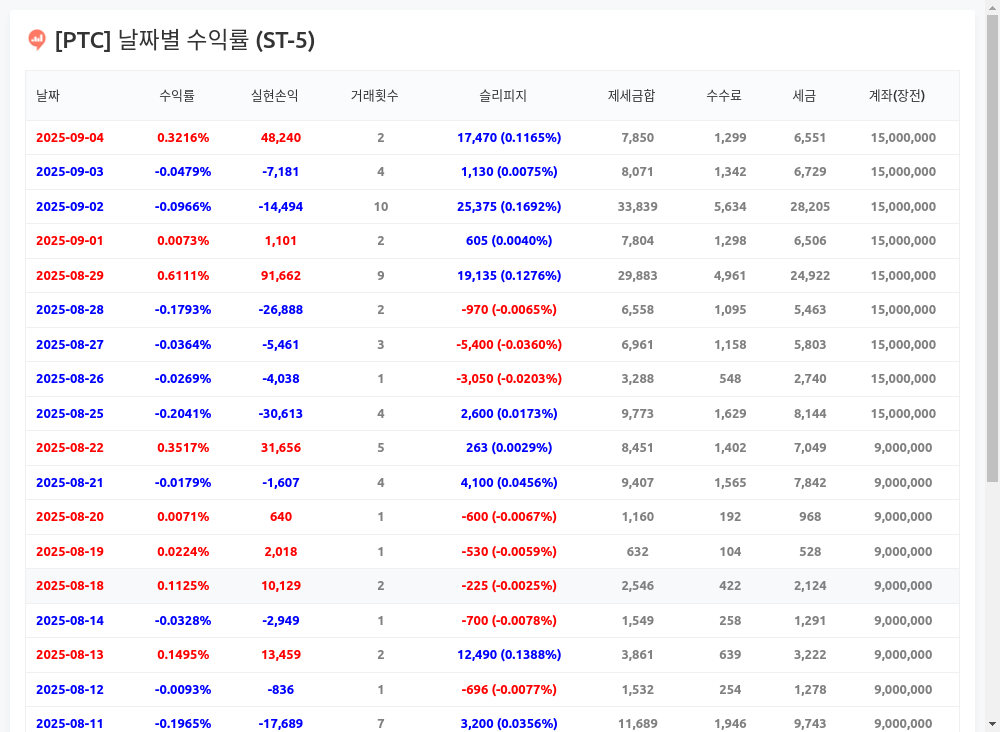 [PTC] 날짜별 수익률 (ST-5)
날짜 수익률 실현손익 거래횟수 슬리피지 제세금합 수수료 세금 계좌(장전)
2025-09-04 0.3216% 48,240 2 17,470 (0.1165%) 7,850 1,299 6,551 15,000,000
2025-09-03 -0.0479% -7,181 4 1,130 (0.0075%) 8,071 1,342 6,729 15,000,000
2025-09-02 -0.0966% -14,494 10 25,375 (0.1692%) 33,839 5,634 28,205 15,000,000
2025-09-01 0.0073% 1,101 2 605 (0.0040%) 7,804 1,298 6,506 15,000,000
2025-08-29 0.6111% 91,662 9 19,135 (0.1276%) 29,883 4,961 24,922 15,000,000
2025-08-28 -0.1793% -26,888 2 -970 (-0.0065%) 6,558 1,095 5,463 15,000,000
2025-08-27 -0.0364% -5,461 3 -5,400 (-0.0360%) 6,961 1,158 5,803 15,000,000
2025-08-26 -0.0269% -4,038 1 -3,050 (-0.0203%) 3,288 548 2,740 15,000,000
2025-08-25 -0.2041% -30,613 4 2,600 (0.0173%) 9,773 1,629 8,144 15,000,000
2025-08-22 0.3517% 31,656 5 263 (0.0029%) 8,451 1,402 7,049 9,000,000
2025-08-21 -0.0179% -1,607 4 4,100 (0.0456%) 9,407 1,565 7,842 9,000,000
2025-08-20 0.0071% 640 1 -600 (-0.0067%) 1,160 192 968 9,000,000
2025-08-19 0.0224% 2,018 1 -530 (-0.0059%) 632 104 528 9,000,000
2025-08-18 0.1125% 10,129 2 -225 (-0.0025%) 2,546 422 2,124 9,000,000
2025-08-14 -0.0328% -2,949 1 -700 (-0.0078%) 1,549 258 1,291 9,000,000
2025-08-13 0.1495% 13,459 2 12,490 (0.1388%) 3,861 639 3,222 9,000,000
2025-08-12 -0.0093% -836 1 -696 (-0.0077%) 1,532 254 1,278 9,000,000
2025-08-11 -0.1965% -17,689 7 3,200 (0.0356%) 11,689 1,946 9,743 9,000,000